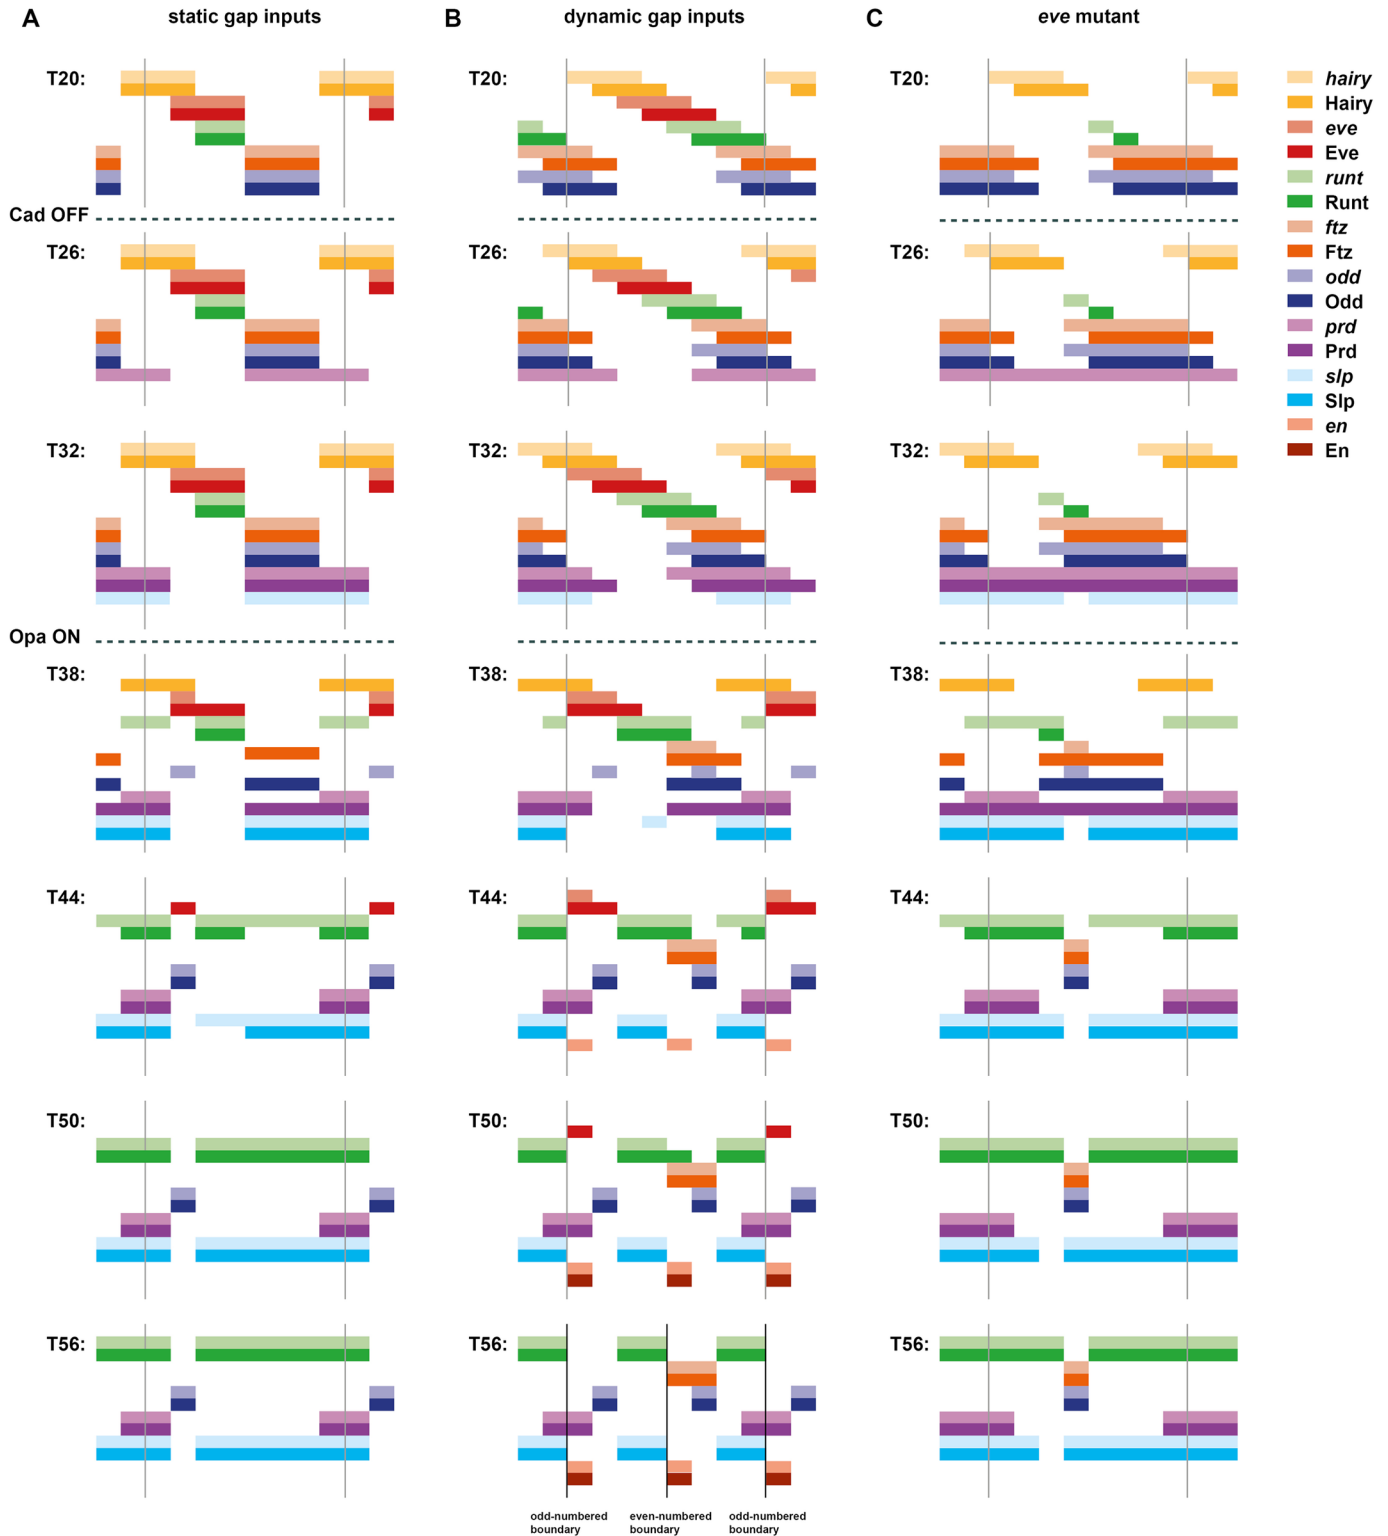 A static gap inputs B dynamic gap inputs C eve mutant
T20: T20: T20:
hairy
Hairy
eve
Eve
runt
Runt
ftz
Ftz
odd
Odd
prd
Prd
slp
Slp
en
En
Cad OFF
T26: T26: T26:
T32: T32: T32:
Opa ON
T38: T38: T38:
T44: T44: T44:
T50: T50: T50:
T56: T56: T56:
odd-numbered even-numbered odd-numbered
boundary boundary boundary